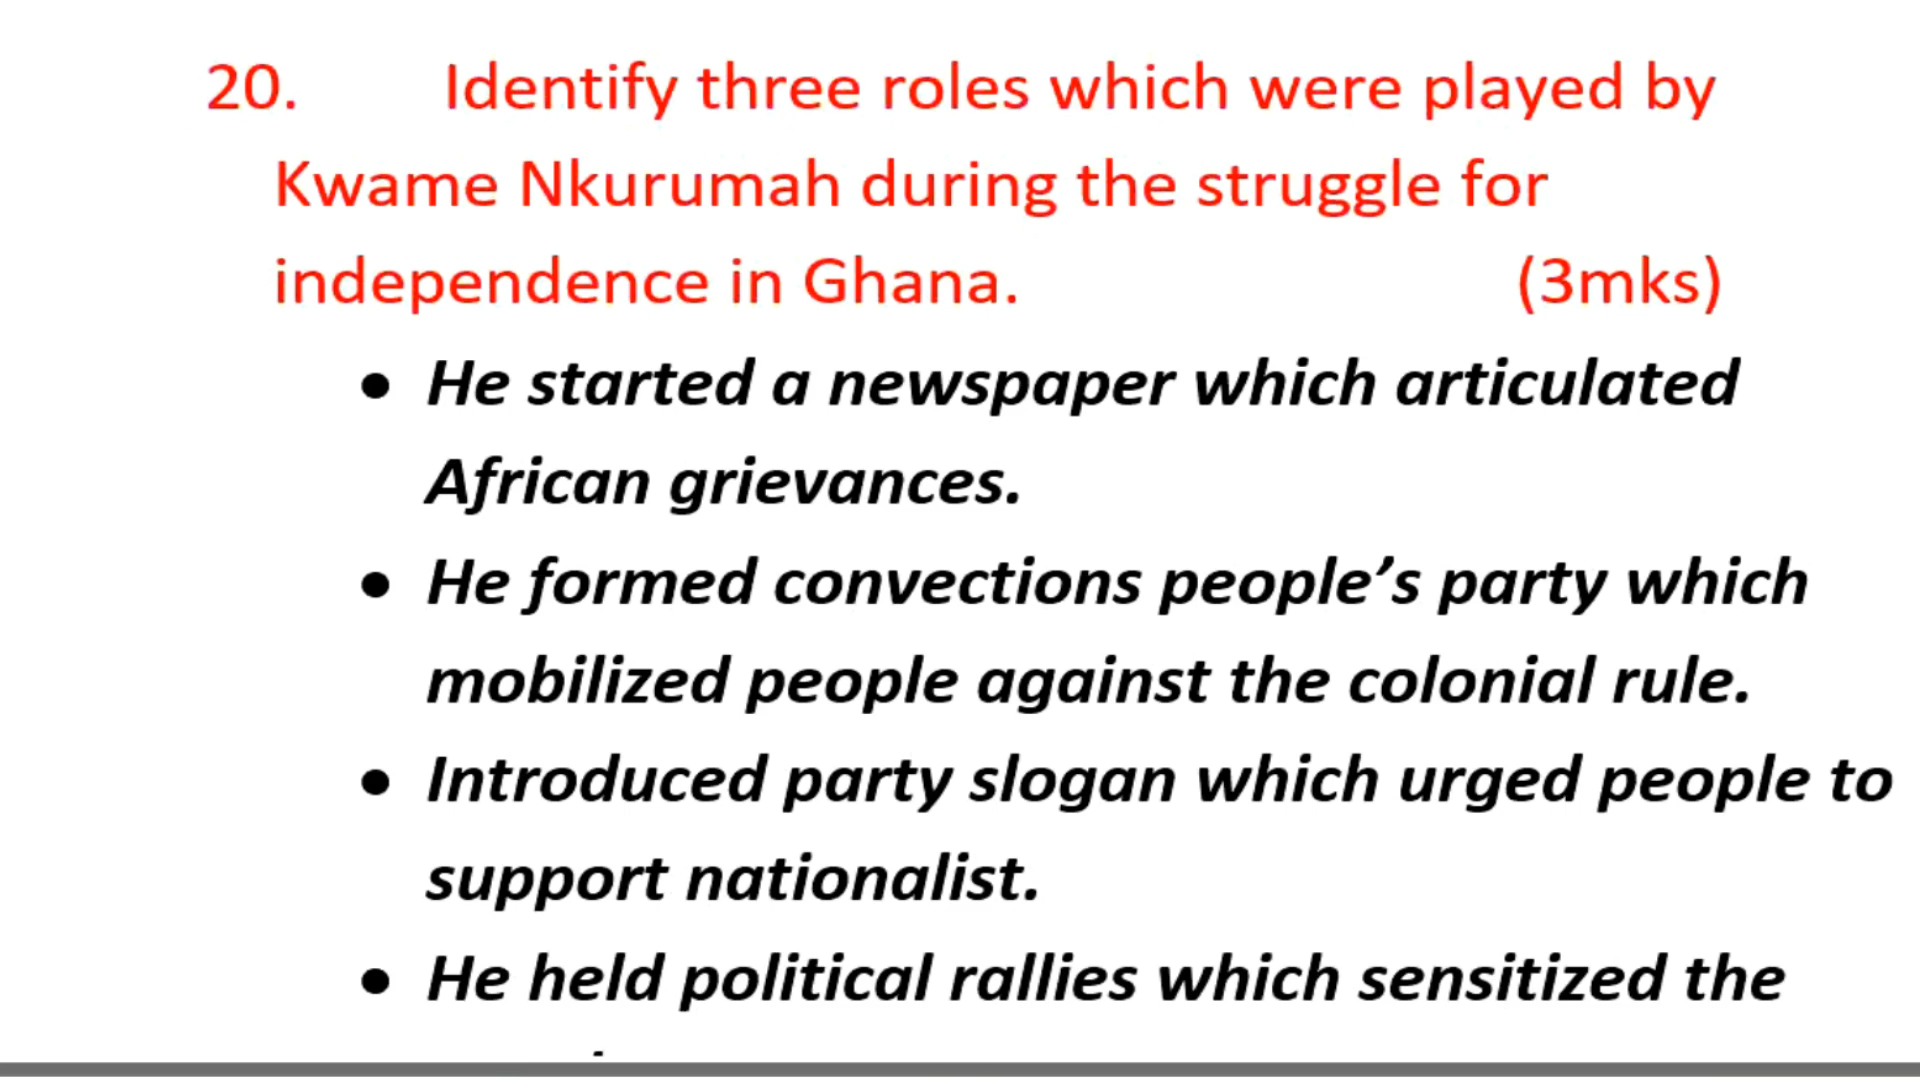 20. Identify three roles which were played by
Kwame Nkurumah during the struggle for
independence in Ghana. (3mks)
• He started a newspaper which articulated
African grievances.
• He formed convections people’s party which
mobilized people against the colonial rule.
• Introduced party slogan which urged people to
support nationalist.
• He held political rallies which sensitized the